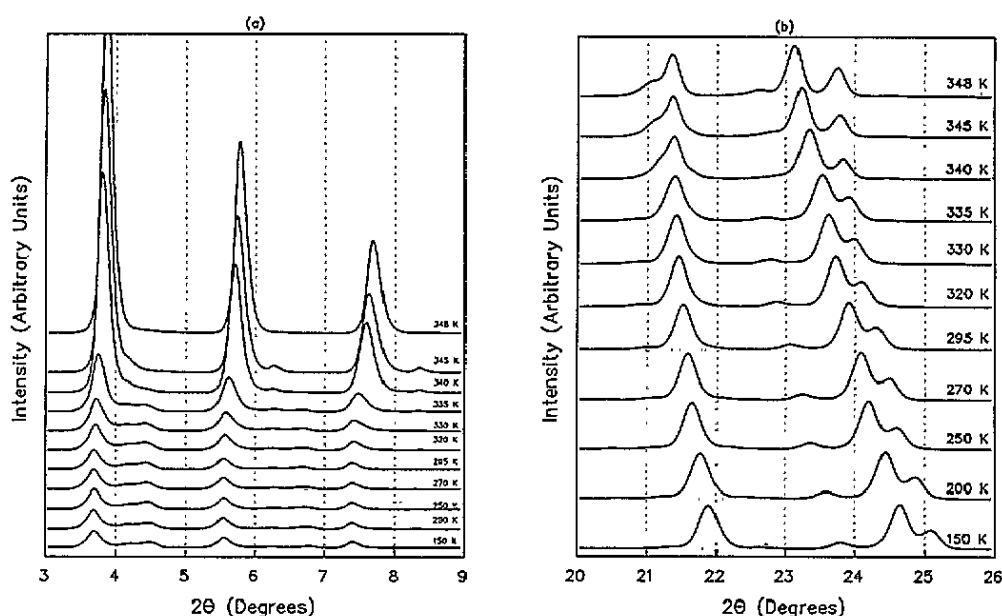 (a)
Intensity (Arbitrary Units)
348 K
345 K
340 K
335 K
330 K
320 K
295 K
270 K
250 K
200 K
150 K
3 4 5 6 7 8 9
2Θ (Degrees)
(b)
Intensity (Arbitrary Units)
348 K
345 K
340 K
335 K
330 K
320 K
295 K
270 K
250 K
200 K
150 K
20 21 22 23 24 25 26
2Θ (Degrees)